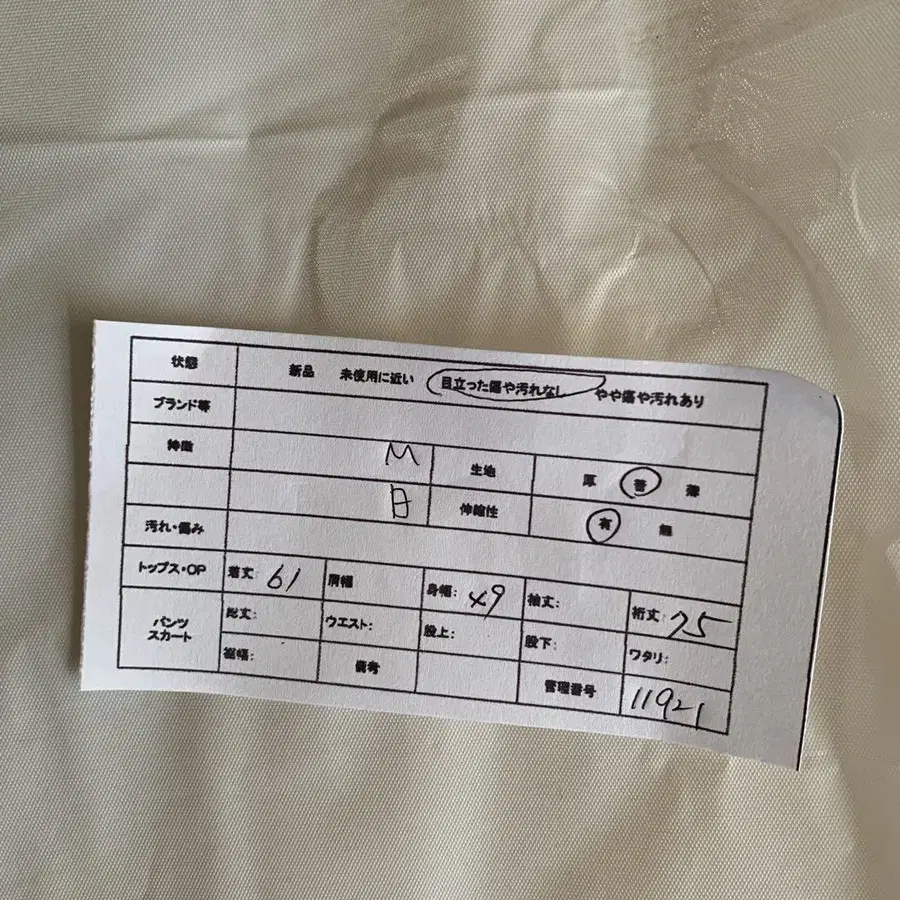 状態 新品 未使用に近い 目立った傷や汚れなし やや傷や汚れあり
ブランド等
特徴 M 生地 厚 普 薄
日 伸縮性 有 無
汚れ・傷み
トップス・OP 着丈: 61 肩幅 身幅: 49 袖丈: 裄丈: 75
パンツ スカート 総丈: ウエスト: 股上: 股下: ワタリ:
裾幅: 備考 管理番号 11921